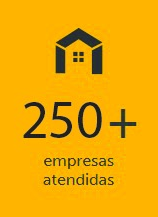 250+
empresas
atendidas